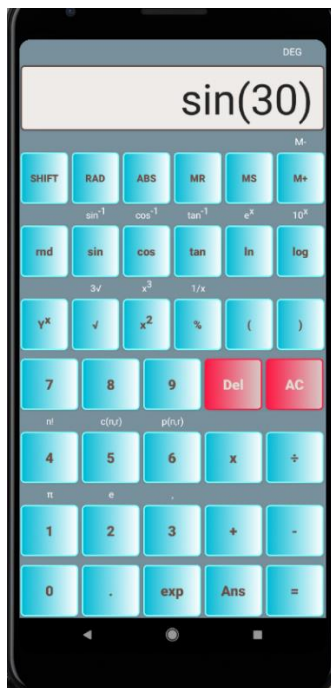 DEG
sin(30)
M-
SHIFT RAD ABS MR MS M+
sin-1 cos-1 tan-1 eˣ 10ˣ
rnd sin cos tan ln log
3√ x³ 1/x
Yˣ √ x² % ( )
7 8 9 Del AC
n! c(n,r) p(n,r)
4 5 6 x ÷
π e ,
1 2 3 + -
0 . exp Ans =